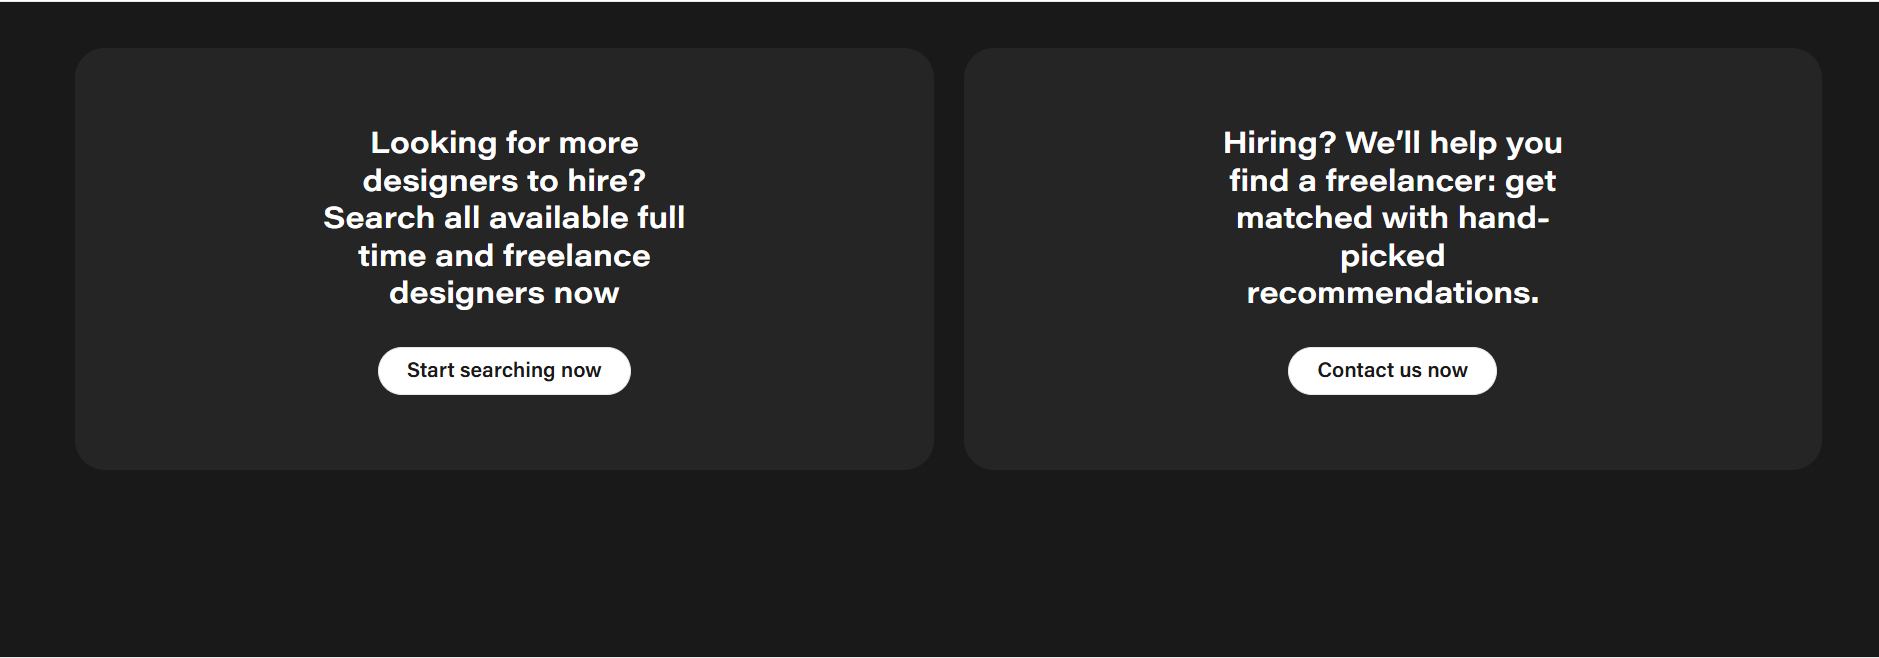 Looking for more
designers to hire?
Search all available full
time and freelance
designers now
Start searching now
Hiring? We’ll help you
find a freelancer: get
matched with hand-
picked
recommendations.
Contact us now